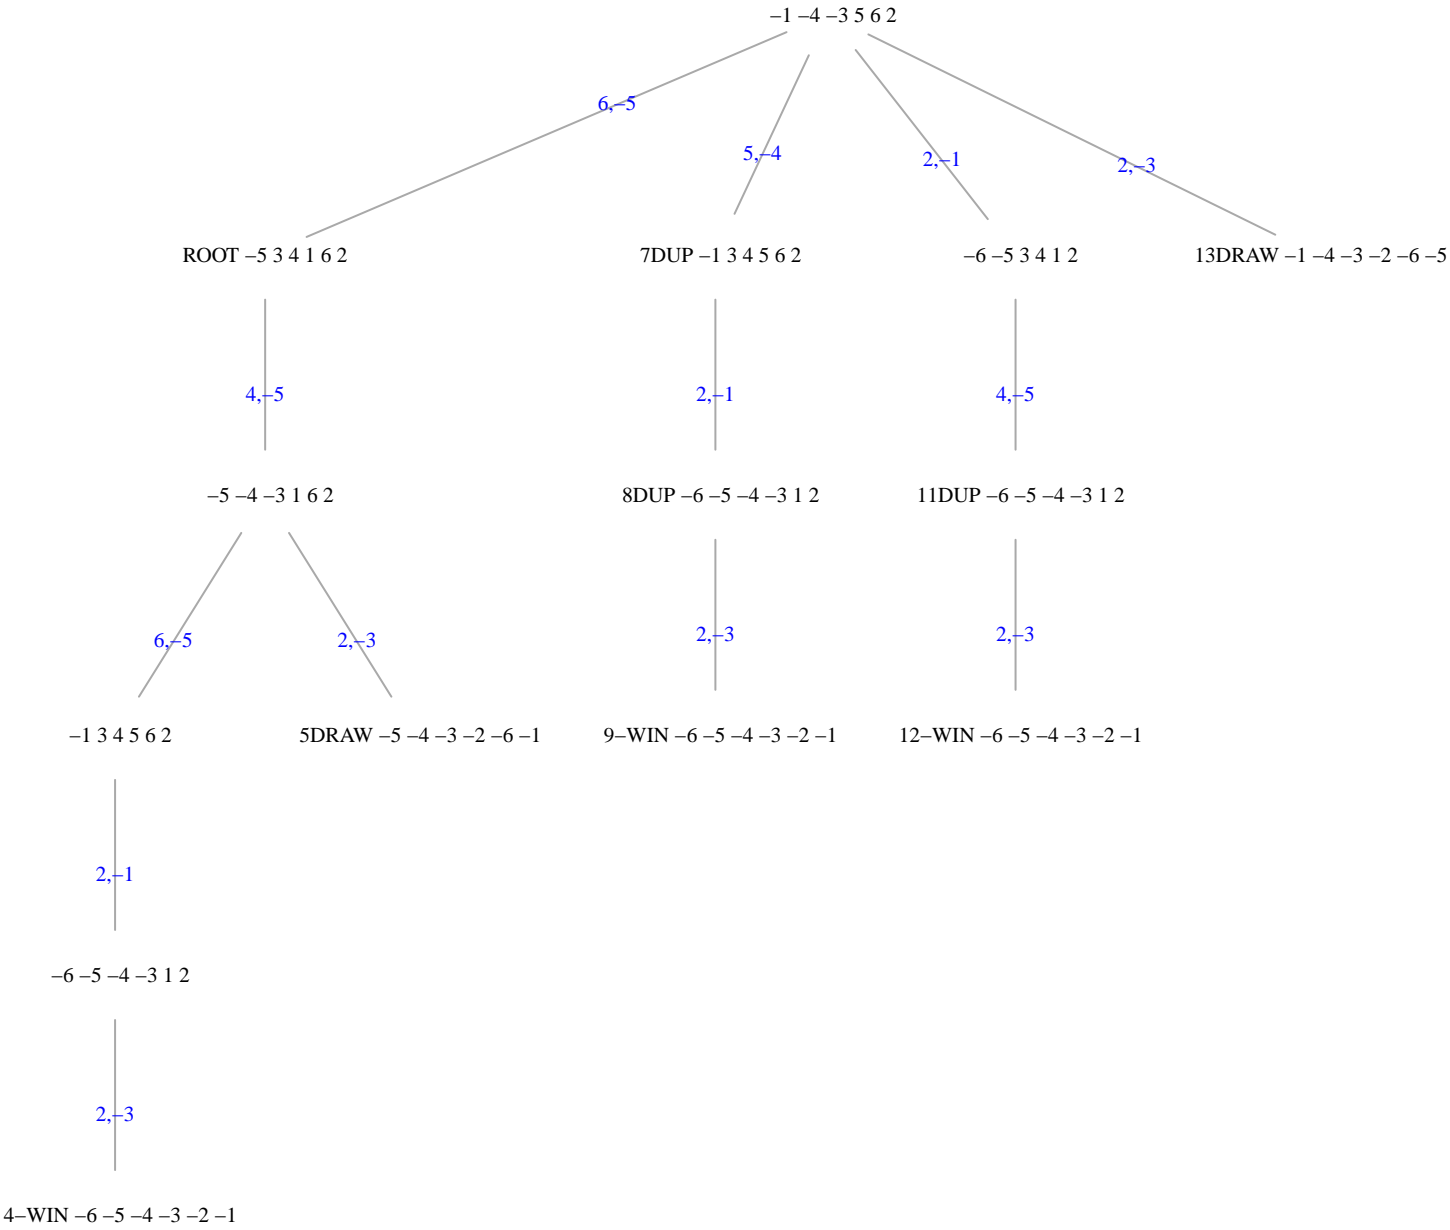 –1 –4 –3 5 6 2
6,–5
5,–4
2,–1
2,–3
ROOT –5 3 4 1 6 2
7DUP –1 3 4 5 6 2
–6 –5 3 4 1 2
13DRAW –1 –4 –3 –2 –6 –5
4,–5
2,–1
4,–5
–5 –4 –3 1 6 2
8DUP –6 –5 –4 –3 1 2
11DUP –6 –5 –4 –3 1 2
6,–5
2,–3
2,–3
2,–3
–1 3 4 5 6 2
5DRAW –5 –4 –3 –2 –6 –1
9–WIN –6 –5 –4 –3 –2 –1
12–WIN –6 –5 –4 –3 –2 –1
2,–1
–6 –5 –4 –3 1 2
2,–3
4–WIN –6 –5 –4 –3 –2 –1